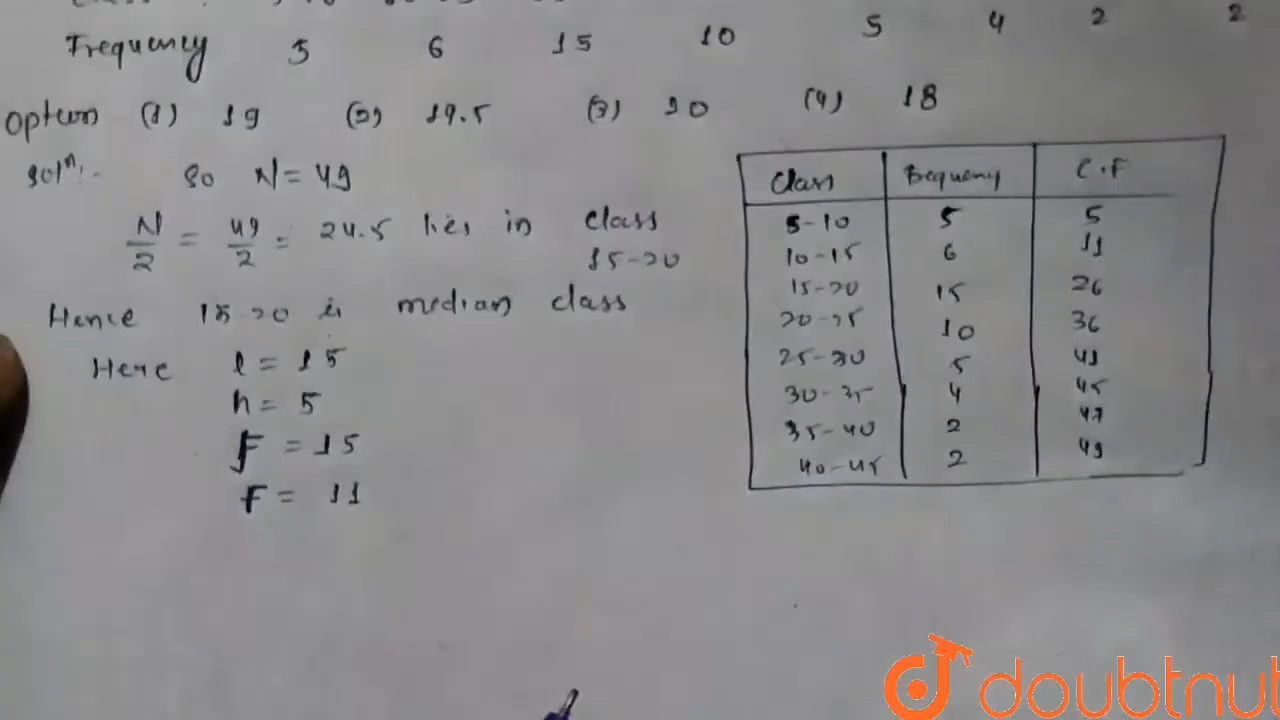 Frequency 5 6 15 10 5 4 2 2
option (1) 19 (2) 19.5 (3) 20 (4) 18
solⁿ:- so N = 49
N/2 = 49/2 = 24.5 lies in class
15-20
Hence 15-20 is median class
Here l = 15
h = 5
f = 15
F = 11
Class Frequency C.F
5-10 5 5
10-15 6 11
15-20 15 26
20-25 10 36
25-30 5 41
30-35 4 45
35-40 2 47
40-45 2 49
doubtnut